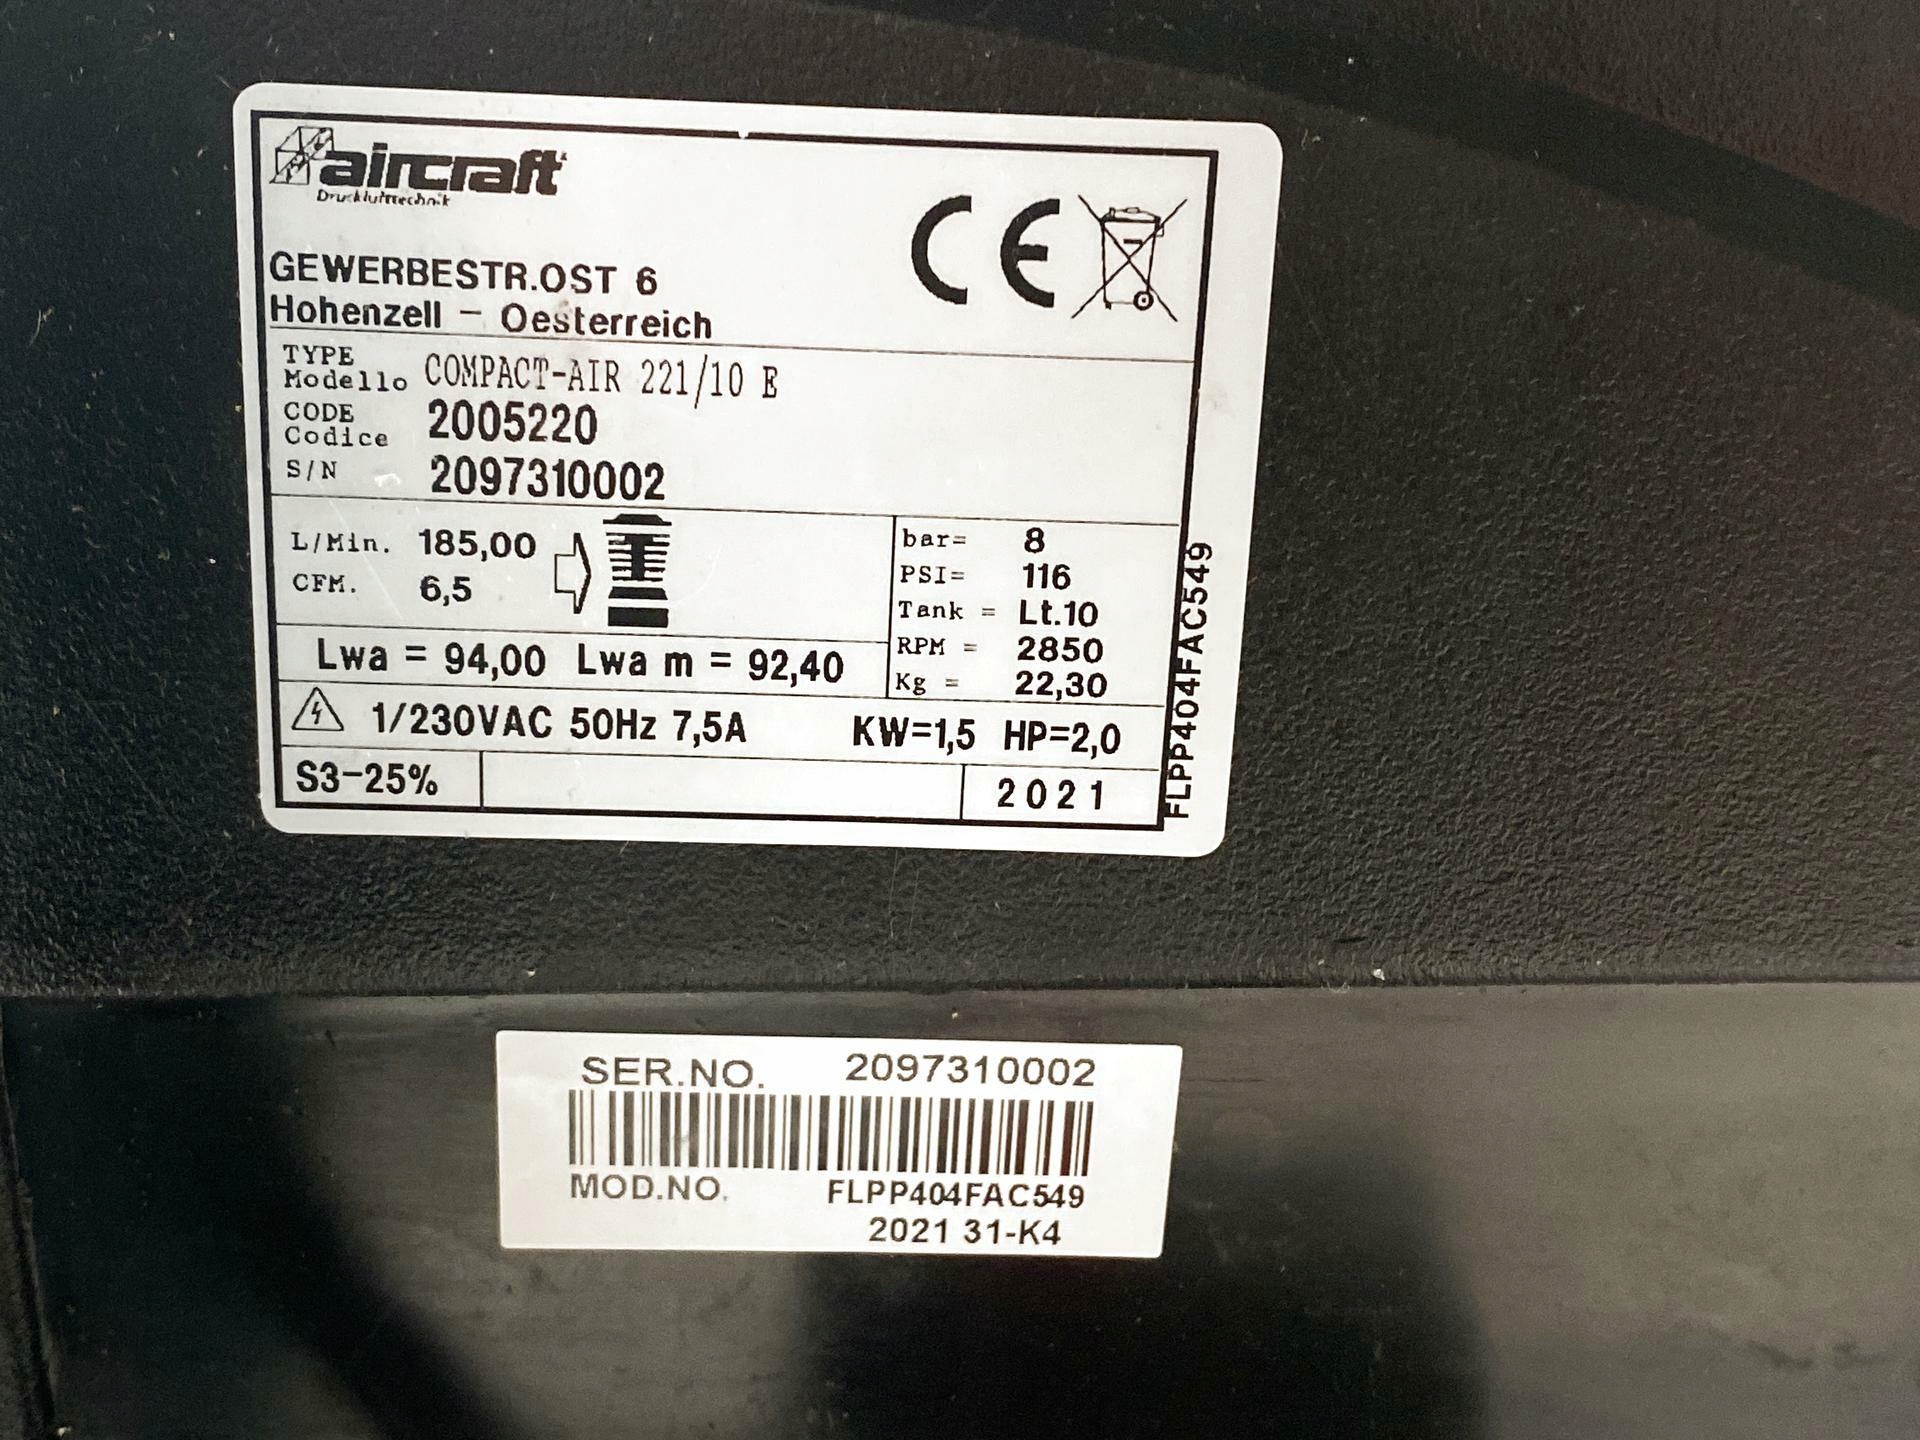 aircraft
Drucklufttechnik
GEWERBESTR.OST 6
Hohenzell - Oesterreich
TYPE
Modello COMPACT-AIR 221/10 E
CODE
Codice 2005220
S/N 2097310002
L/Min. 185,00
CFM. 6,5
bar= 8
PSI= 116
Tank = Lt.10
RPM = 2850
Kg = 22,30
Lwa = 94,00 Lwa m = 92,40
1/230VAC 50Hz 7,5A KW=1,5 HP=2,0
S3-25% 2021
FLPP404FAC549
CE
SER.NO. 2097310002
MOD.NO. FLPP404FAC549
2021 31-K4